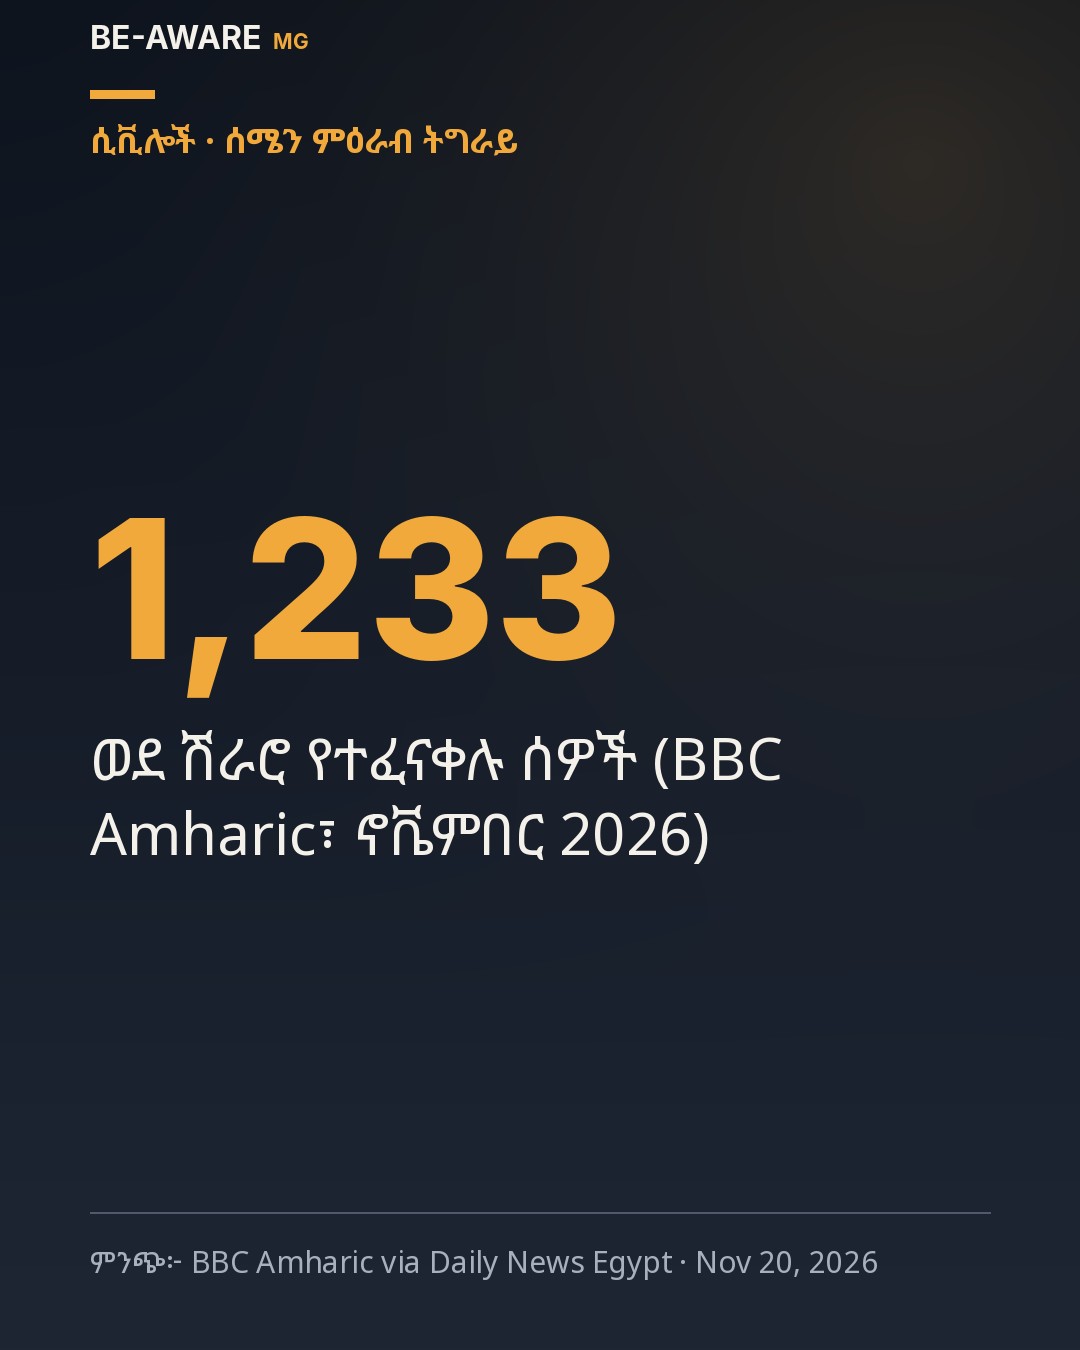 BE-AWARE MG
ሲቪሎች · ሰሜን ምዕራብ ትግራይ
1,233
ወደ ሽራሮ የተፈናቀሉ ሰዎች (BBC
Amharic፣ ኖቬምበር 2026)
ምንጭ፦ BBC Amharic via Daily News Egypt · Nov 20, 2026